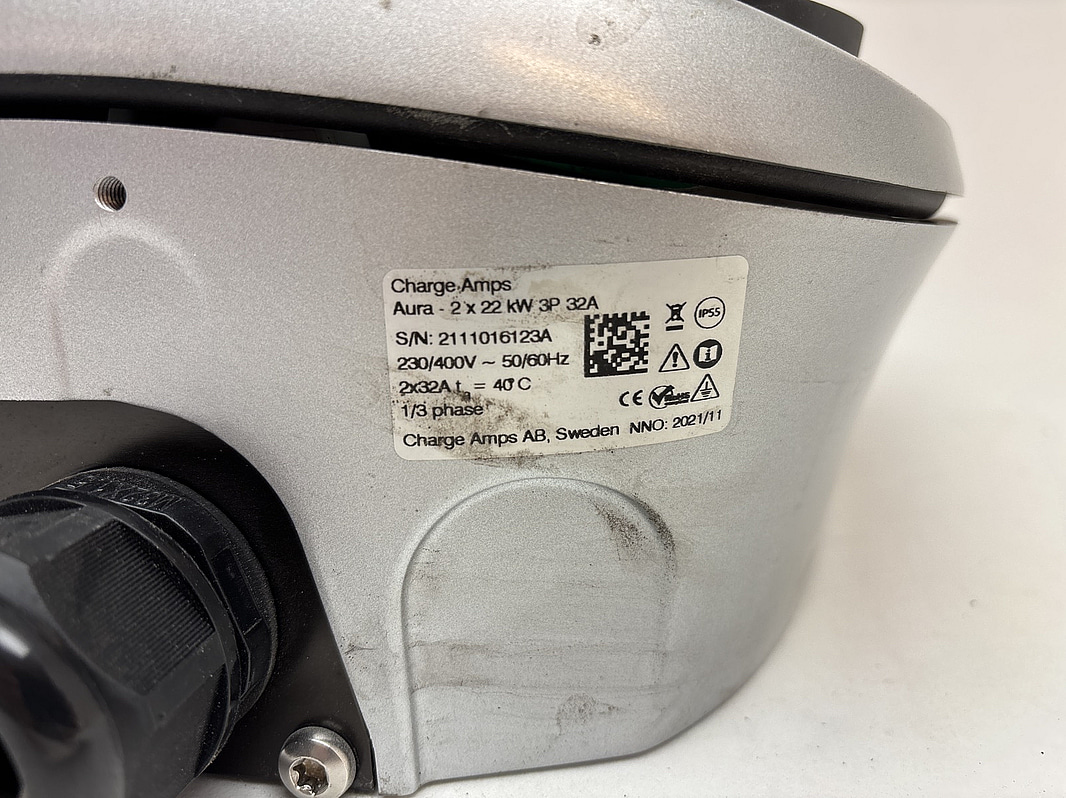 Charge Amps
Aura - 2 x 22 kW 3P 32A
S/N: 2111016123A
230/400V ~ 50/60Hz
2x32A ta = 40°C
1/3 phase
Charge Amps AB, Sweden NNO: 2021/11
IP55
CE